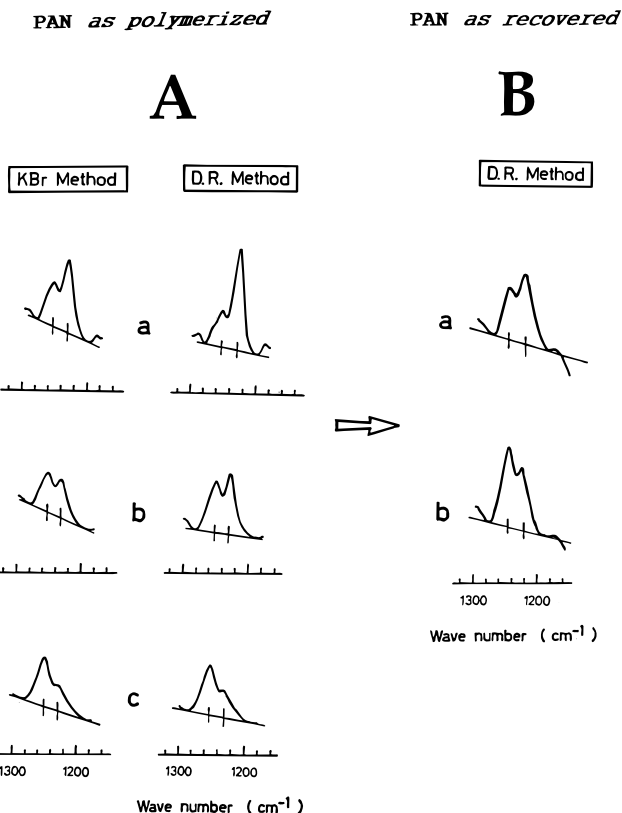 PAN as polymerized
PAN as recovered
A
B
KBr Method
D.R. Method
D.R. Method
a
a
b
b
1300
1200
Wave number (cm⁻¹)
c
1300
1200
1300
1200
Wave number (cm⁻¹)